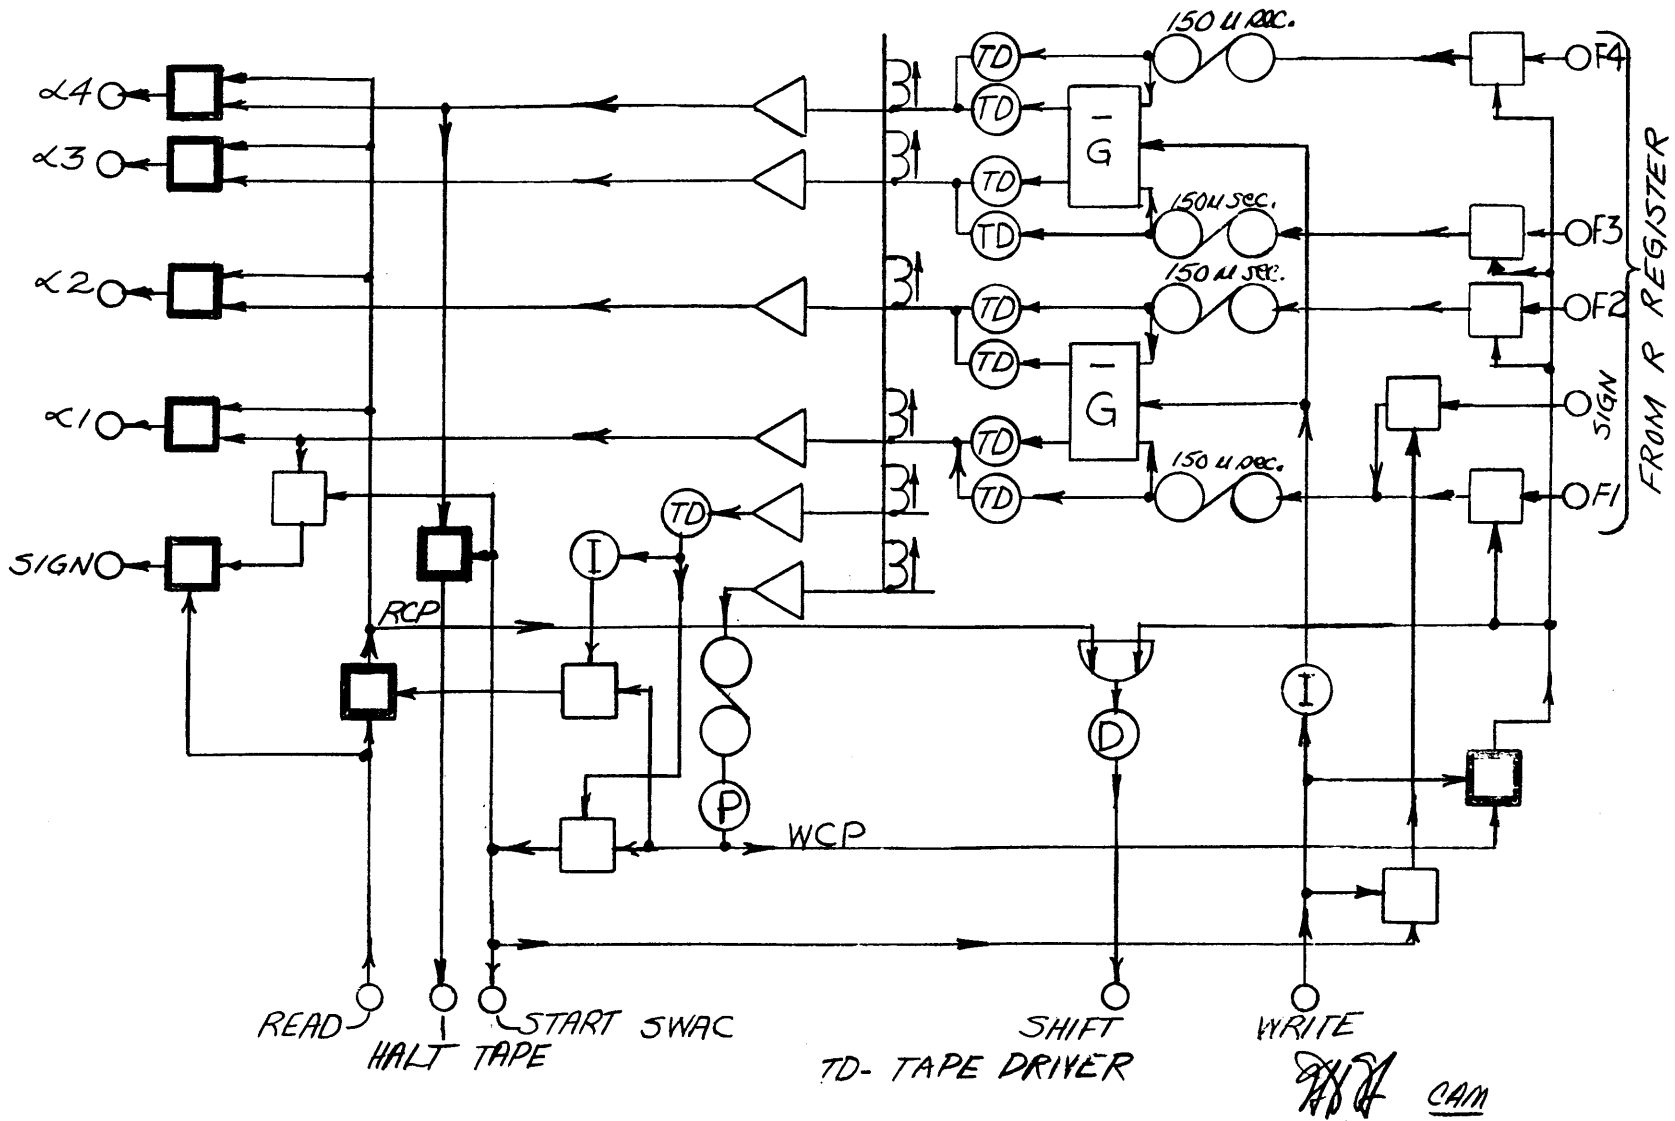 150 μ sec.
α4
TD
F4
TD
G
α3
TD
150 μ sec.
TD
F3
150 μ sec.
α2
TD
F2
TD
G
α1
TD
SIGN
150 μ sec.
TD
F1
FROM R REGISTER
TD
I
SIGN
RCP
I
D
P
WCP
READ
HALT TAPE
START SWAC
SHIFT
WRITE
TD- TAPE DRIVER
CAM